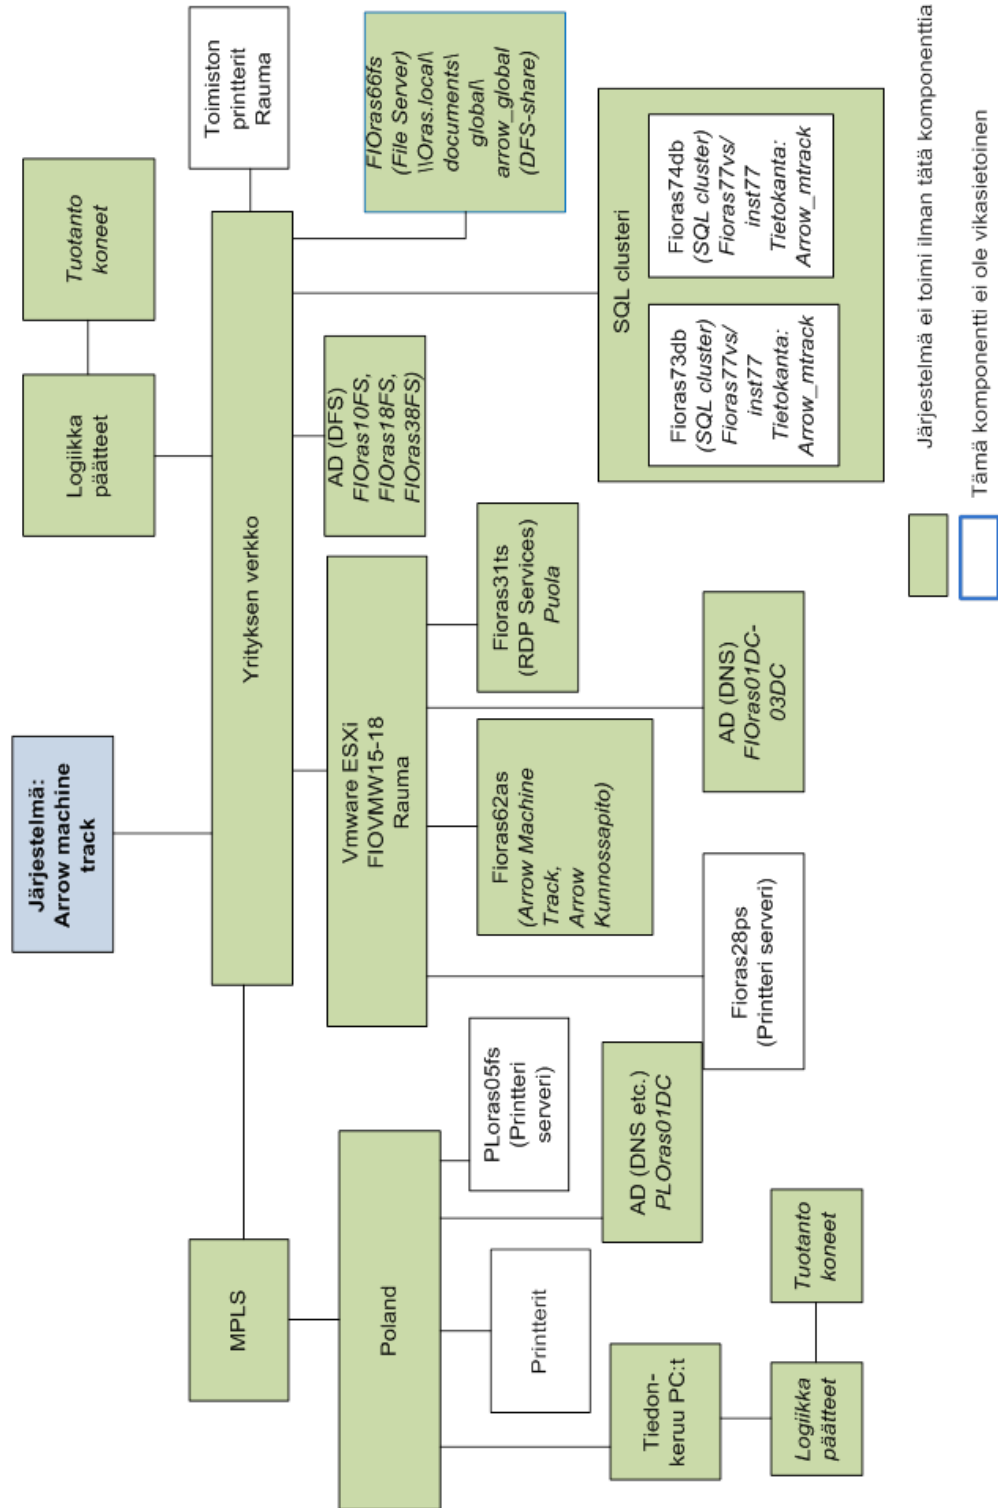 Järjestelmä:
Arrow machine
track
MPLS
Yrityksen verkko
Logiikka
päätteet
Tuotanto
koneet
Toimiston
printterit
Rauma
Poland
Vmware ESXi
FIOVMW15-18
Rauma
AD (DFS)
FIOras10FS,
FIOras18FS,
FIOras38FS)
FIOras66fs
(File Server)
\\Oras.local\
documents\
global\
arrow_global
(DFS-share)
Printterit
PLoras05fs
(Printteri
serveri)
Fioras62as
(Arrow Machine
Track,
Arrow
Kunnossapito)
Fioras31ts
(RDP Services)
Puola
SQL clusteri
Fioras73db
(SQL cluster)
Fioras77vs/
inst77
Tietokanta:
Arrow_mtrack
Fioras74db
(SQL cluster)
Fioras77vs/
inst77
Tietokanta:
Arrow_mtrack
Tiedon-
keruu PC:t
AD (DNS etc.)
PLOras01DC
Fioras28ps
(Printteri serveri)
AD (DNS)
FIOras01DC-
03DC
Logiikka
päätteet
Tuotanto
koneet
Järjestelmä ei toimi ilman tätä komponenttia
Tämä komponentti ei ole vikasietoinen